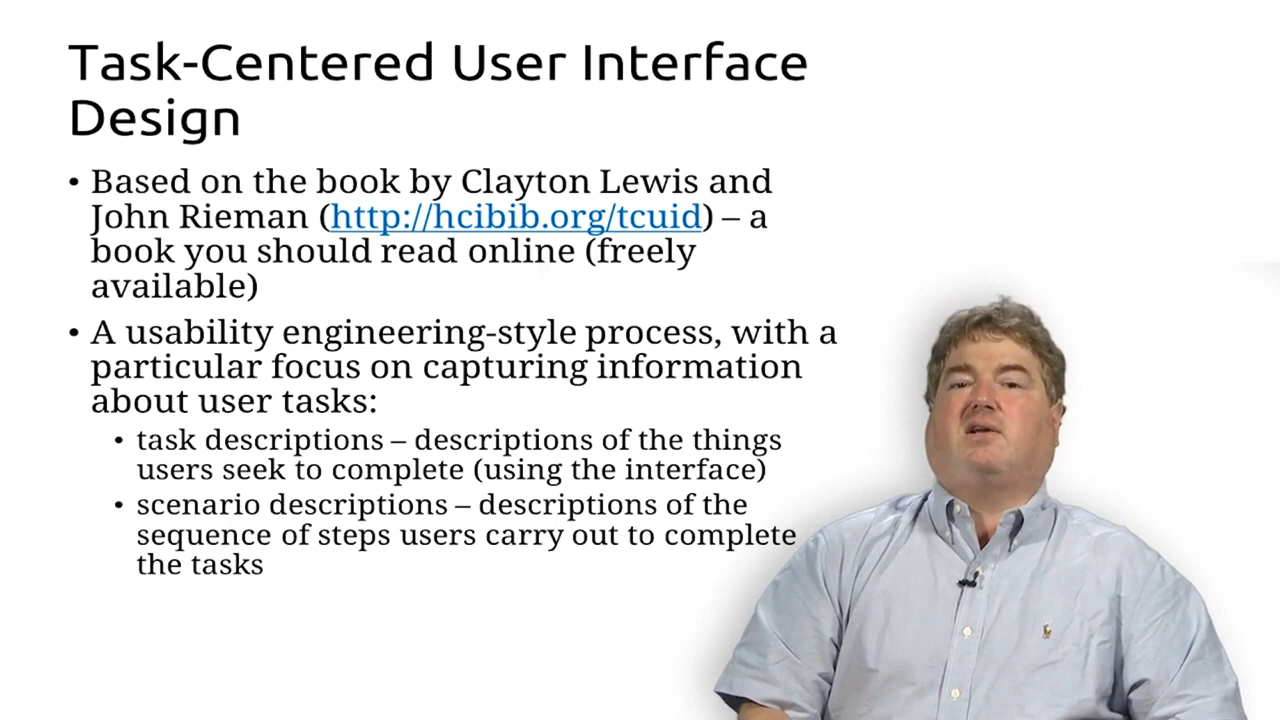 Task-Centered User Interface
Design
• Based on the book by Clayton Lewis and
John Rieman (http://hcibib.org/tcuid) – a
book you should read online (freely
available)
• A usability engineering-style process, with a
particular focus on capturing information
about user tasks:
• task descriptions – descriptions of the things
users seek to complete (using the interface)
• scenario descriptions – descriptions of the
sequence of steps users carry out to complete
the tasks